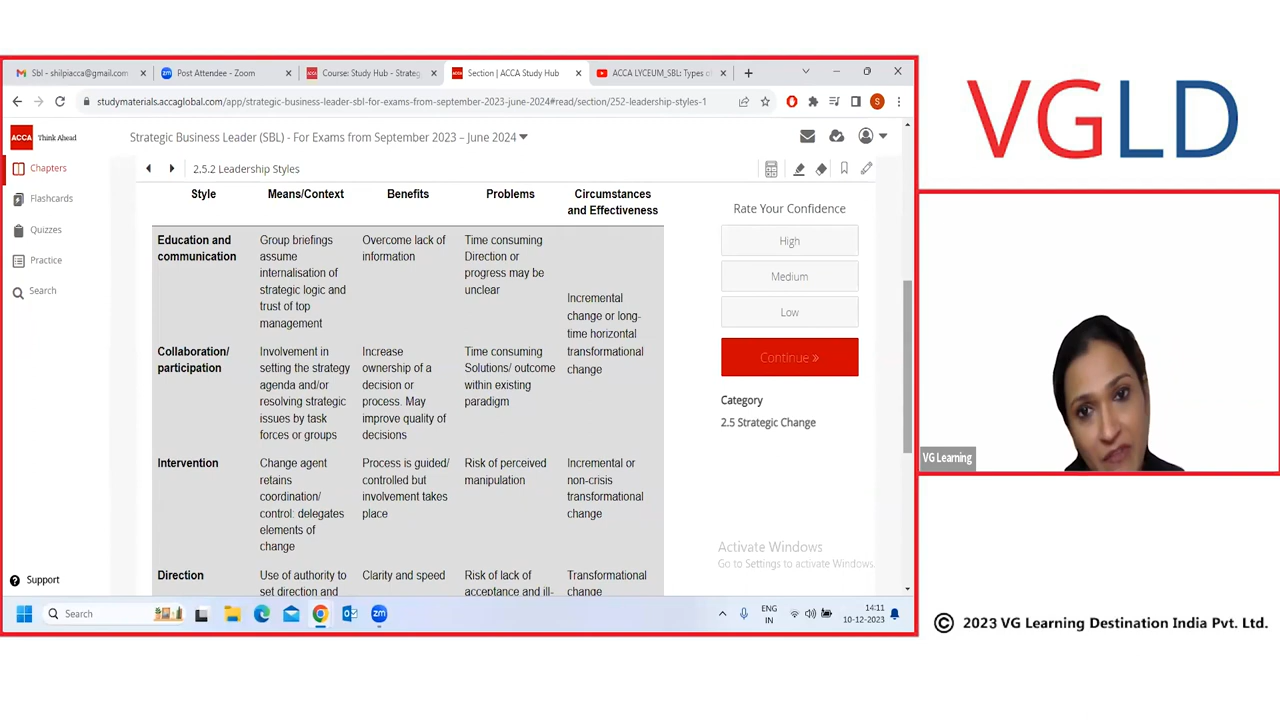 Sbl - shilpiacca@gmail.com
Post Attendee - Zoom
Course: Study Hub - Strateg
Section | ACCA Study Hub
ACCA LYCEUM_SBL: Types o
studymaterials.accaglobal.com/app/strategic-business-leader-sbl-for-exams-from-september-2023-june-2024#read/section/252-leadership-styles-1
S
ACCA Think Ahead
Strategic Business Leader (SBL) - For Exams from September 2023 – June 2024
Chapters
Flashcards
Quizzes
Practice
Search
Support
2.5.2 Leadership Styles
Style Means/Context Benefits Problems Circumstances
and Effectiveness
Education and
communication
Group briefings
assume
internalisation of
strategic logic and
trust of top
management
Overcome lack of
information
Time consuming
Direction or
progress may be
unclear
Incremental
change or long-
time horizontal
transformational
change
Collaboration/
participation
Involvement in
setting the strategy
agenda and/or
resolving strategic
issues by task
forces or groups
Increase
ownership of a
decision or
process. May
improve quality of
decisions
Time consuming
Solutions/ outcome
within existing
paradigm
Intervention
Change agent
retains
coordination/
control: delegates
elements of
change
Process is guided/
controlled but
involvement takes
place
Risk of perceived
manipulation
Incremental or
non-crisis
transformational
change
Direction
Use of authority to
set direction and
Clarity and speed
Risk of lack of
acceptance and ill-
Transformational
change
Rate Your Confidence
High
Medium
Low
Continue »
Category
2.5 Strategic Change
Activate Windows
Go to Settings to activate Windows.
Search
ENG
IN
14:11
10-12-2023
VGLD
VG Learning
© 2023 VG Learning Destination India Pvt. Ltd.